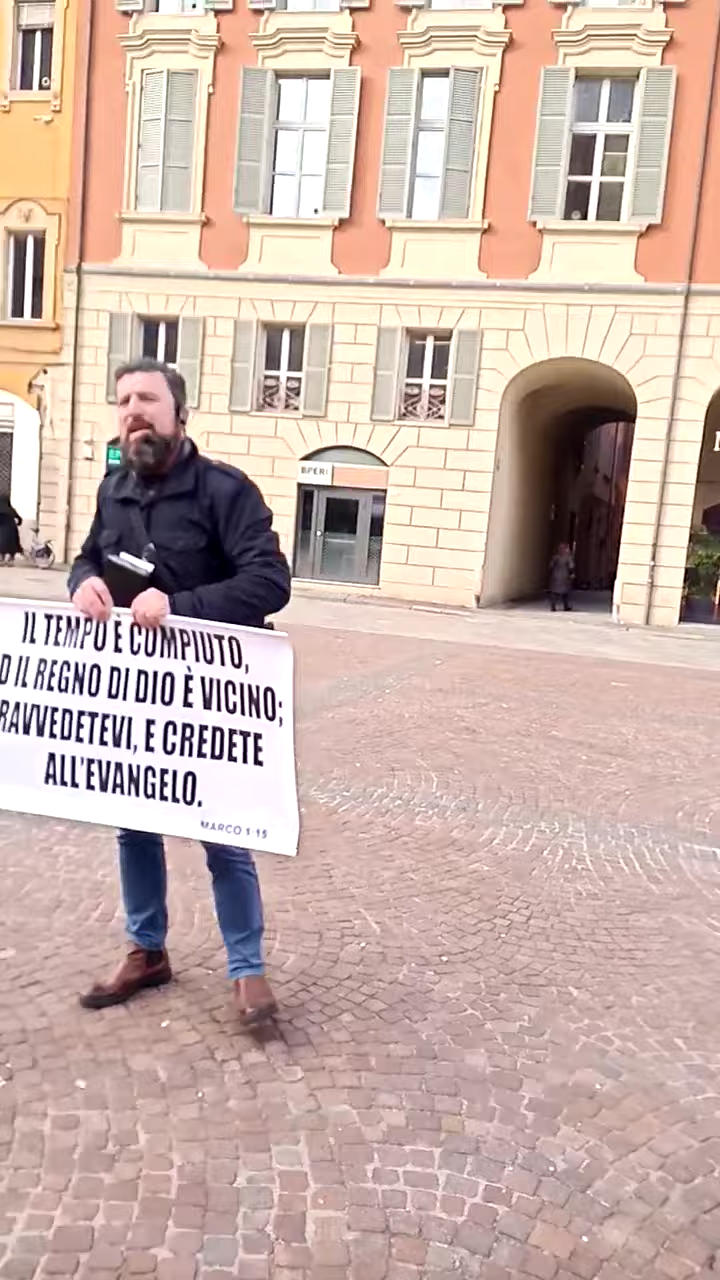 BPER:
IL TEMPO È COMPIUTO,
D IL REGNO DI DIO È VICINO;
RAVVEDETEVI, E CREDETE
ALL'EVANGELO.
MARCO 1:15